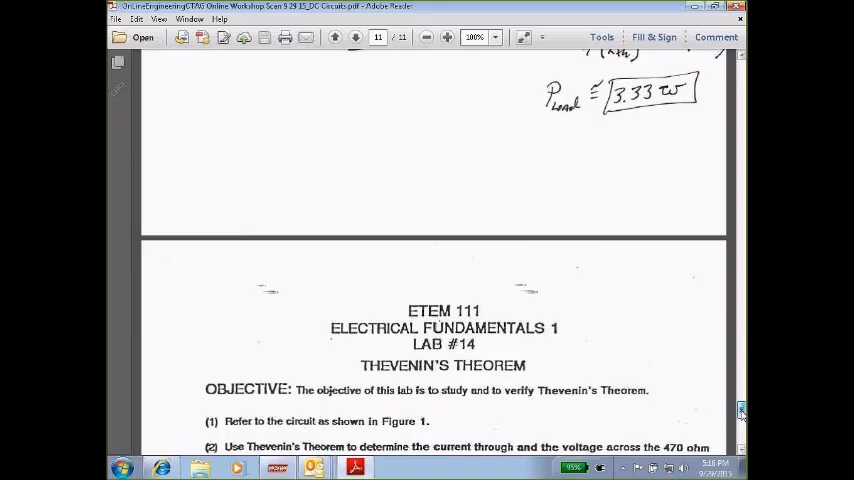 OnLineEngineeringCTAG Online Workshop Scan 9 29 15_DC Circuits.pdf - Adobe Reader
File Edit View Window Help
Open 11 / 11 100% Tools Fill & Sign Comment
P LOAD ≅ 3.33 W
ETEM 111
ELECTRICAL FUNDAMENTALS 1
LAB #14
THEVENIN'S THEOREM
OBJECTIVE: The objective of this lab is to study and to verify Thevenin's Theorem.
(1) Refer to the circuit as shown in Figure 1.
(2) Use Thevenin's Theorem to determine the current through and the voltage across the 470 ohm
95% 5:16 PM
9/29/2015